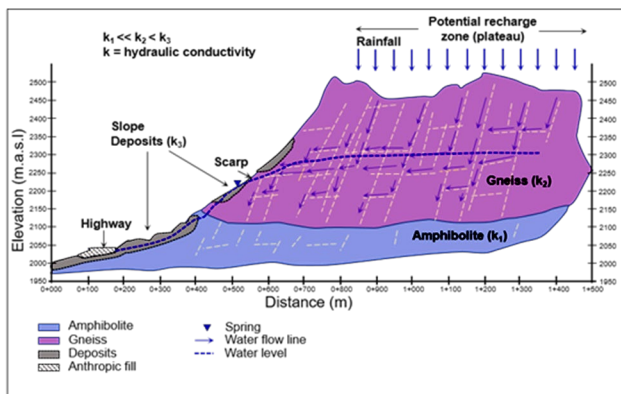 k₁ << k₂ < k₃
k = hydraulic conductivity
Potential recharge
zone (plateau)
Rainfall
Slope
Deposits (k₃)
Scarp
Highway
Gneiss (k₂)
Amphibolite (k₁)
Elevation (m.a.s.l)
2500
2450
2400
2350
2300
2250
2200
2150
2100
2050
2000
1950
2500
2450
2400
2350
2300
2250
2200
2150
2100
2050
2000
1950
0+000 0+100 0+200 0+300 0+400 0+500 0+600 0+700 0+800 0+900 1+000 1+100 1+200 1+300 1+400 1+500
Distance (m)
Amphibolite
Gneiss
Deposits
Anthropic fill
Spring
Water flow line
Water level